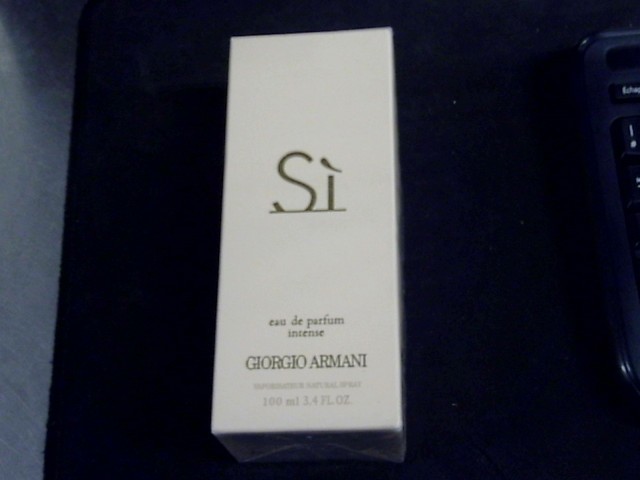 Sì
eau de parfum
intense
GIORGIO ARMANI
VAPORISATEUR NATURAL SPRAY
100 ml 3.4 FL.OZ.